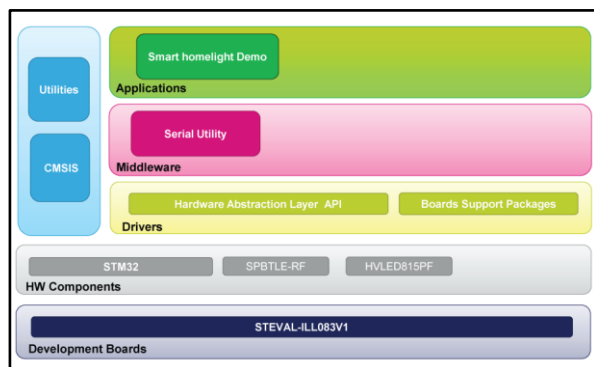 Utilities
CMSIS
Smart homelight Demo
Applications
Serial Utility
Middleware
Hardware Abstraction Layer API
Boards Support Packages
Drivers
STM32
SPBTLE-RF
HVLED815PF
HW Components
STEVAL-ILL083V1
Development Boards